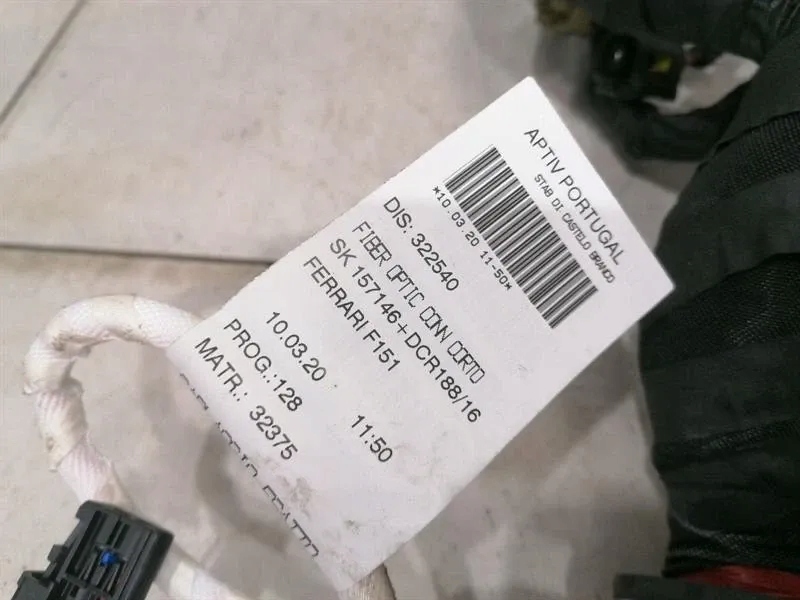 APTIV PORTUGAL
STAB DI CASTELO BRANCO
*10.03.20 11-50*
DIS: 322540
FIBER OPTIC CONN CORTO
SK 157146+DCR188/16
FERRARI F151
10.03.20 11:50
PROG.:128
MATR.: 32375